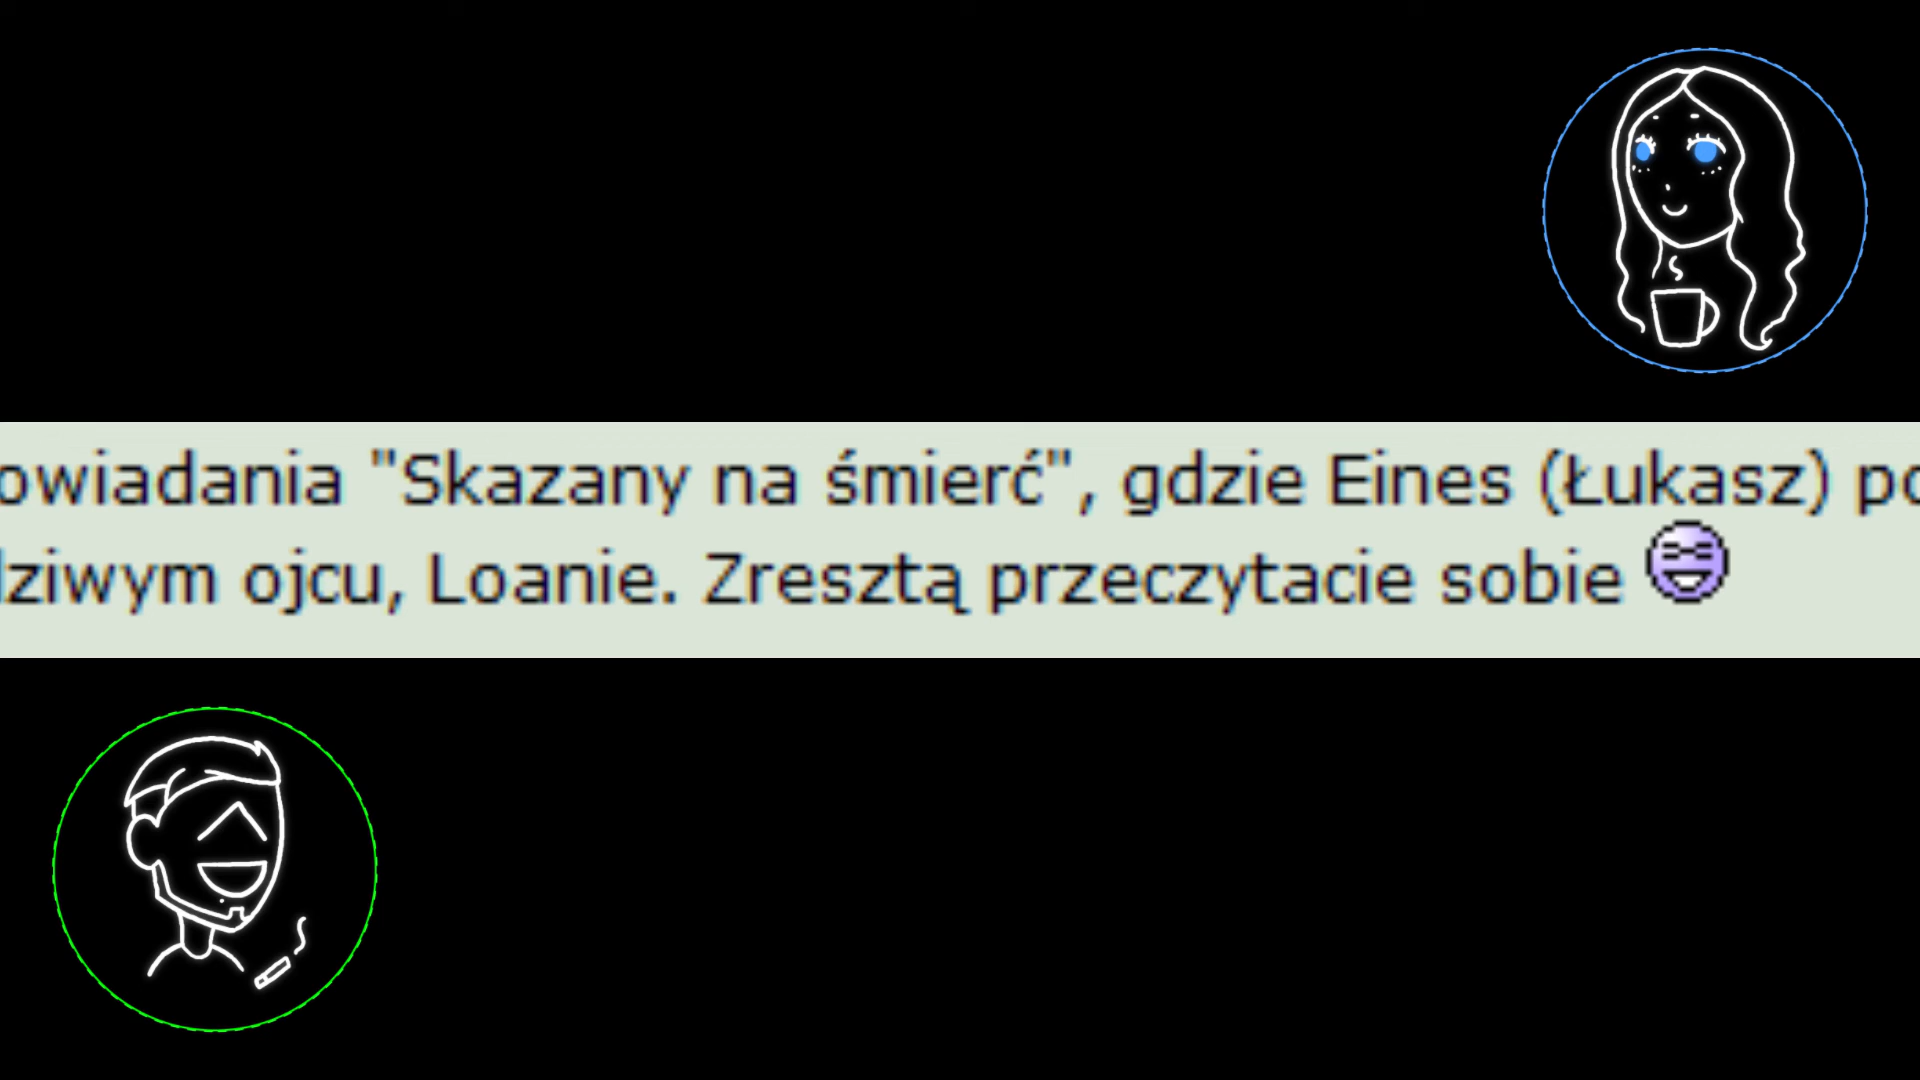 owiadania "Skazany na śmierć", gdzie Eines (Łukasz) po
dziwym ojcu, Loanie. Zresztą przeczytacie sobie